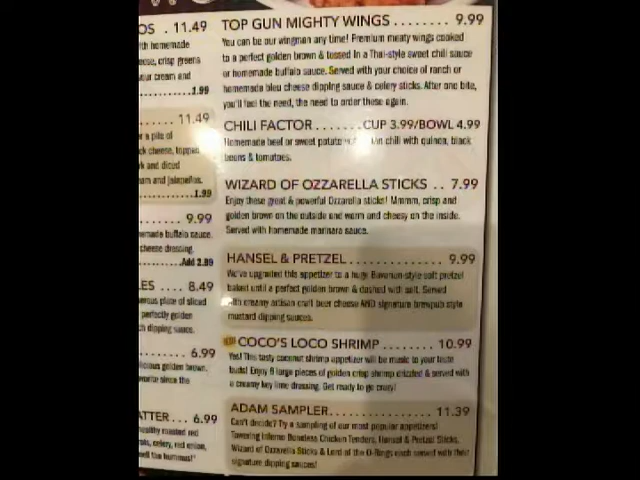 OS . 11.49
with homemade
cheese, crisp greens
sour cream and
1.99
11.49
r a pile of
ck cheese, topped
k and diced
am and jalapeños.
1.99
9.99
homemade buffalo sauce.
cheese dressing.
Add 2.99
ES .... 8.49
plate of sliced
perfectly golden
dipping sauce.
6.99
golden brown.
since the
ATTER ... 6.99
roasted red
celery, red onion,
TOP GUN MIGHTY WINGS ........ 9.99
You can be our wingman any time! Premium meaty wings cooked
to a perfect golden brown & tossed in a Thai-style sweet chili sauce
or homemade buffalo sauce. Served with your choice of ranch or
homemade bleu cheese dipping sauce & celery sticks. After one bite,
you'll feel the need, the need to order these again.
CHILI FACTOR .......CUP 3.99/BOWL 4.99
Homemade beef or sweet potato chili with quinoa, black
beans & tomatoes.
WIZARD OF OZZARELLA STICKS .. 7.99
Enjoy these great & powerful Ozzarella sticks! Mmmm, crisp and
golden brown on the outside and warm and cheesy on the inside.
Served with homemade marinara sauce.
HANSEL & PRETZEL ............. 9.99
We've upgraded this appetizer to a huge Bavarian-style soft pretzel
baked until a perfect golden brown & dashed with salt. Served
with creamy artisan craft beer cheese AND signature brewpub style
mustard dipping sauces.
COCO'S LOCO SHRIMP ........ 10.99
Yes! This tasty coconut shrimp appetizer will be music to your taste
buds! Enjoy 8 large pieces of golden crisp shrimp drizzled & served with
a creamy key lime dressing. Get ready to go crazy!
ADAM SAMPLER ............... 11.39
Can't decide? Try a sampling of our most popular appetizers!
Towering Inferno Boneless Chicken Tenders, Hansel & Pretzel Sticks,
Wizard of Ozzarella Sticks & Lord of the O-Rings each served with their
signature dipping sauces!